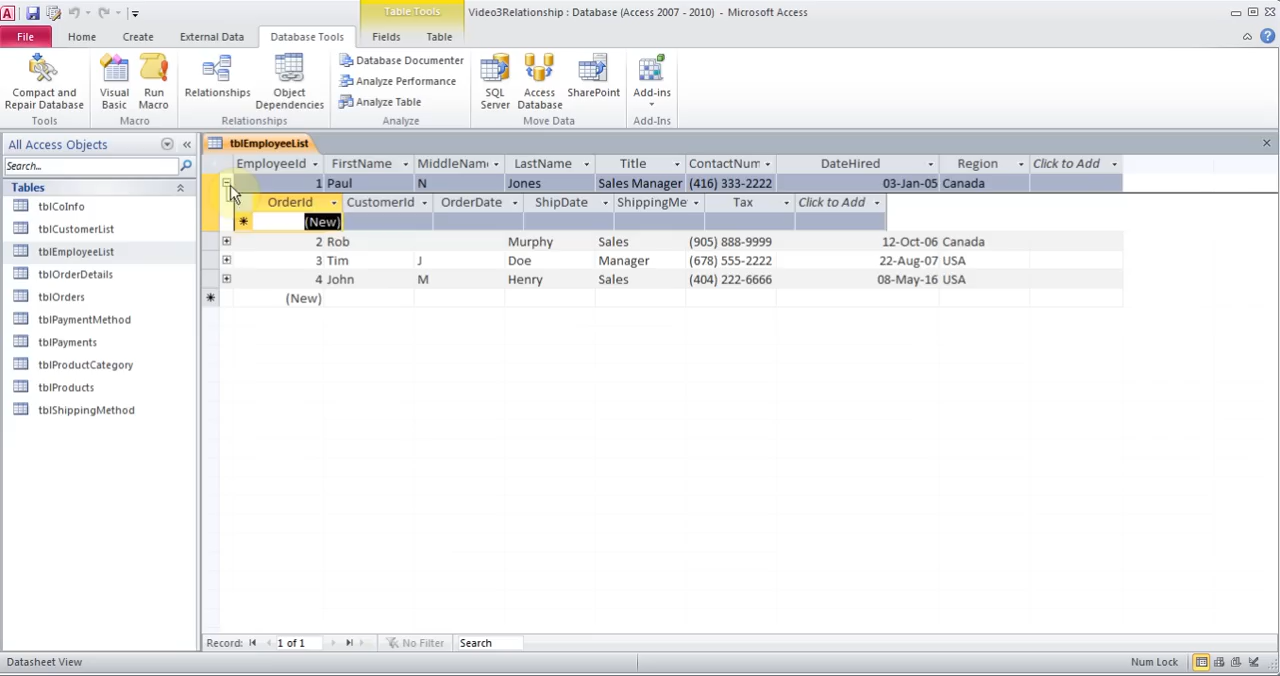 Table Tools
Video3Relationship : Database (Access 2007 - 2010) - Microsoft Access
File Home Create External Data Database Tools Fields Table
Compact and Repair Database
Visual Basic
Run Macro
Relationships
Object Dependencies
Database Documenter
Analyze Performance
Analyze Table
SQL Server
Access Database
SharePoint
Add-ins
Tools Macro Relationships Analyze Move Data Add-Ins
All Access Objects
Search...
Tables
tblCoInfo
tblCustomerList
tblEmployeeList
tblOrderDetails
tblOrders
tblPaymentMethod
tblPayments
tblProductCategory
tblProducts
tblShippingMethod
tblEmployeeList
EmployeeId FirstName MiddleName LastName Title ContactNum DateHired Region Click to Add
1 Paul N Jones Sales Manager (416) 333-2222 03-Jan-05 Canada
OrderId CustomerId OrderDate ShipDate ShippingMe Tax Click to Add
(New)
2 Rob Murphy Sales (905) 888-9999 12-Oct-06 Canada
3 Tim J Doe Manager (678) 555-2222 22-Aug-07 USA
4 John M Henry Sales (404) 222-6666 08-May-16 USA
(New)
Record: 1 of 1 No Filter Search
Datasheet View Num Lock